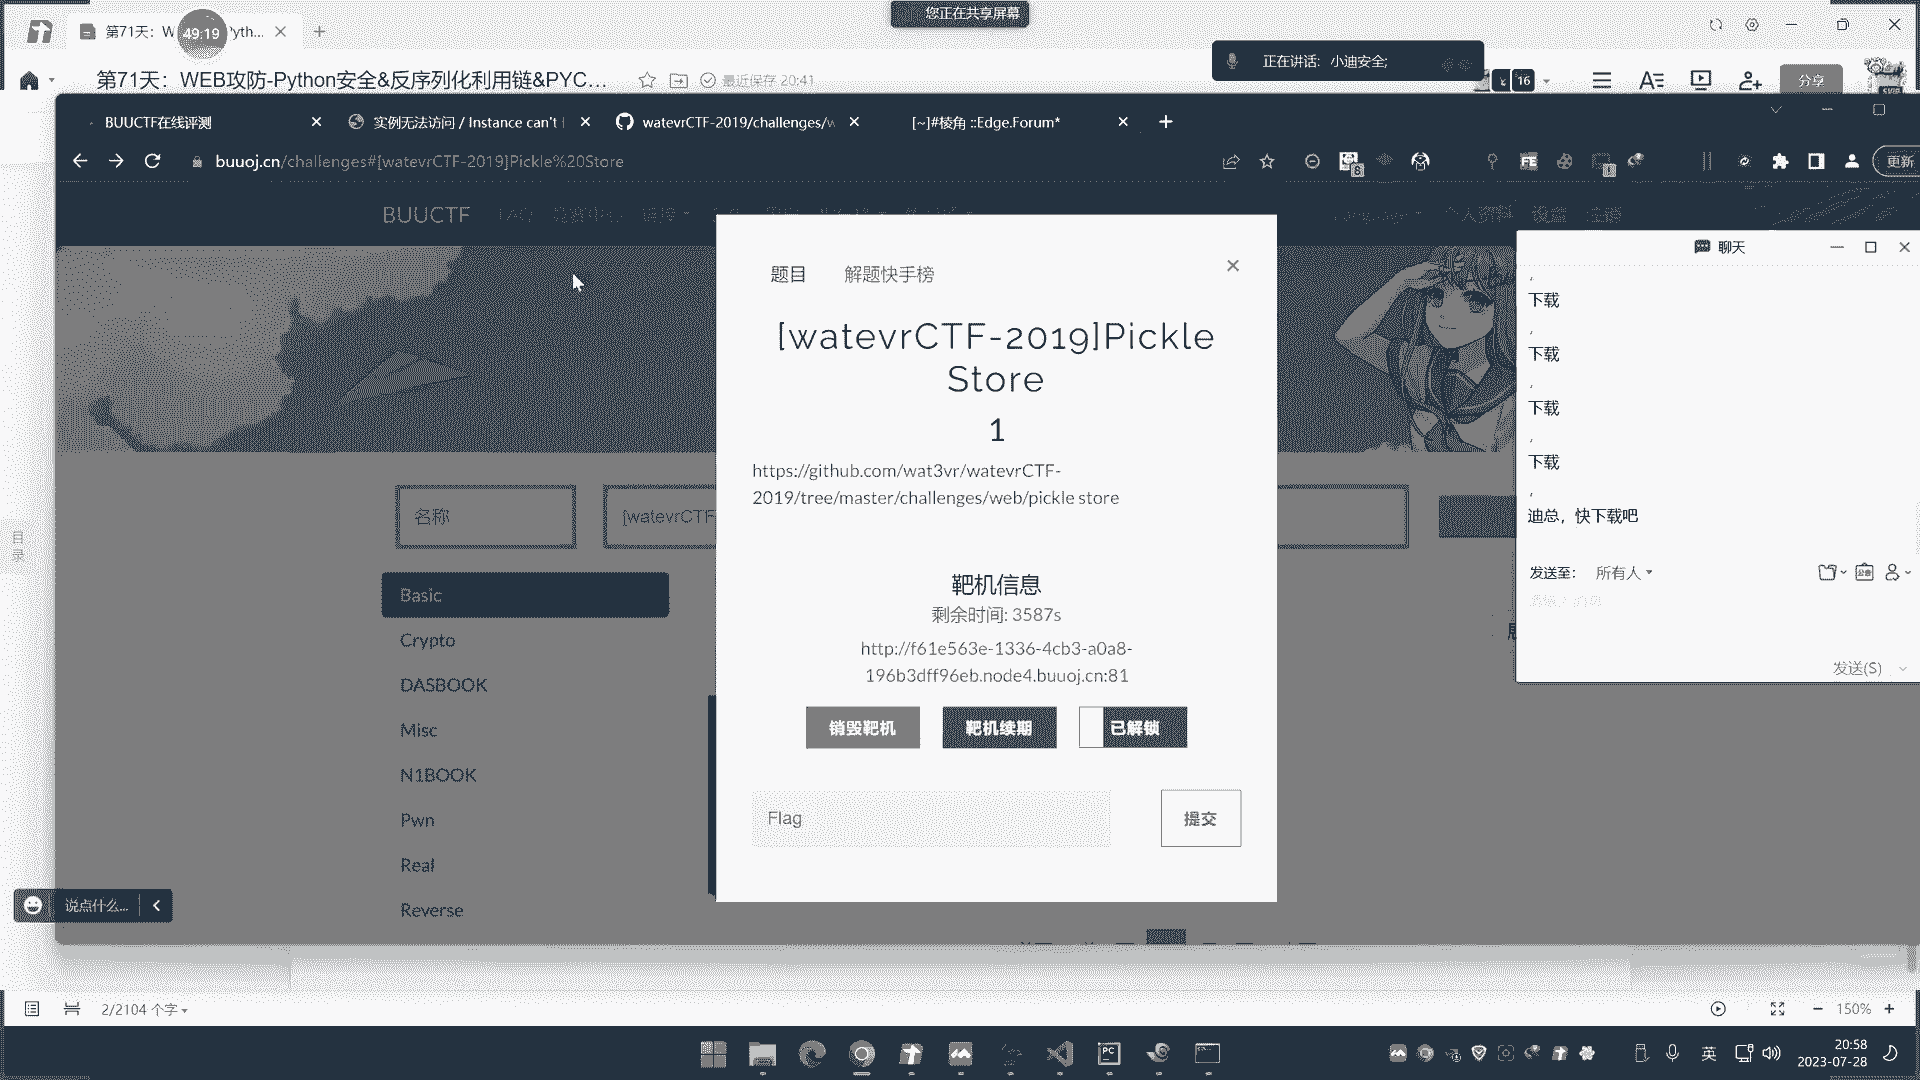 您正在共享屏幕
第71天：W
yth...
49:19
正在讲话：小迪安全;
第71天：WEB攻防-Python安全&反序列化利用链&PYC...
最近保存 20:41
16
分享
BUUCTF在线评测
实例无法访问 / Instance can't
watevrCTF-2019/challenges/w
[~]#棱角 ::Edge.Forum*
buuoj.cn/challenges#[watevrCTF-2019]Pickle%20Store
更新
BUUCTF
题目
解题快手榜
[watevrCTF-2019]Pickle
Store
1
https://github.com/wat3vr/watevrCTF-
2019/tree/master/challenges/web/pickle store
靶机信息
剩余时间: 3587s
http://f61e563e-1336-4cb3-a0a8-
196b3dff96eb.node4.buuoj.cn:81
销毁靶机
靶机续期
已解锁
Flag
提交
名称
[watevrCTF-
Basic
Crypto
DASBOOK
Misc
N1BOOK
Pwn
Real
Reverse
聊天
,
下载
,
下载
,
下载
,
下载
,
迪总，快下载吧
发送至：
所有人
发送(S)
目录
说点什么...
2/2104 个字
150%
英
20:58
2023-07-28